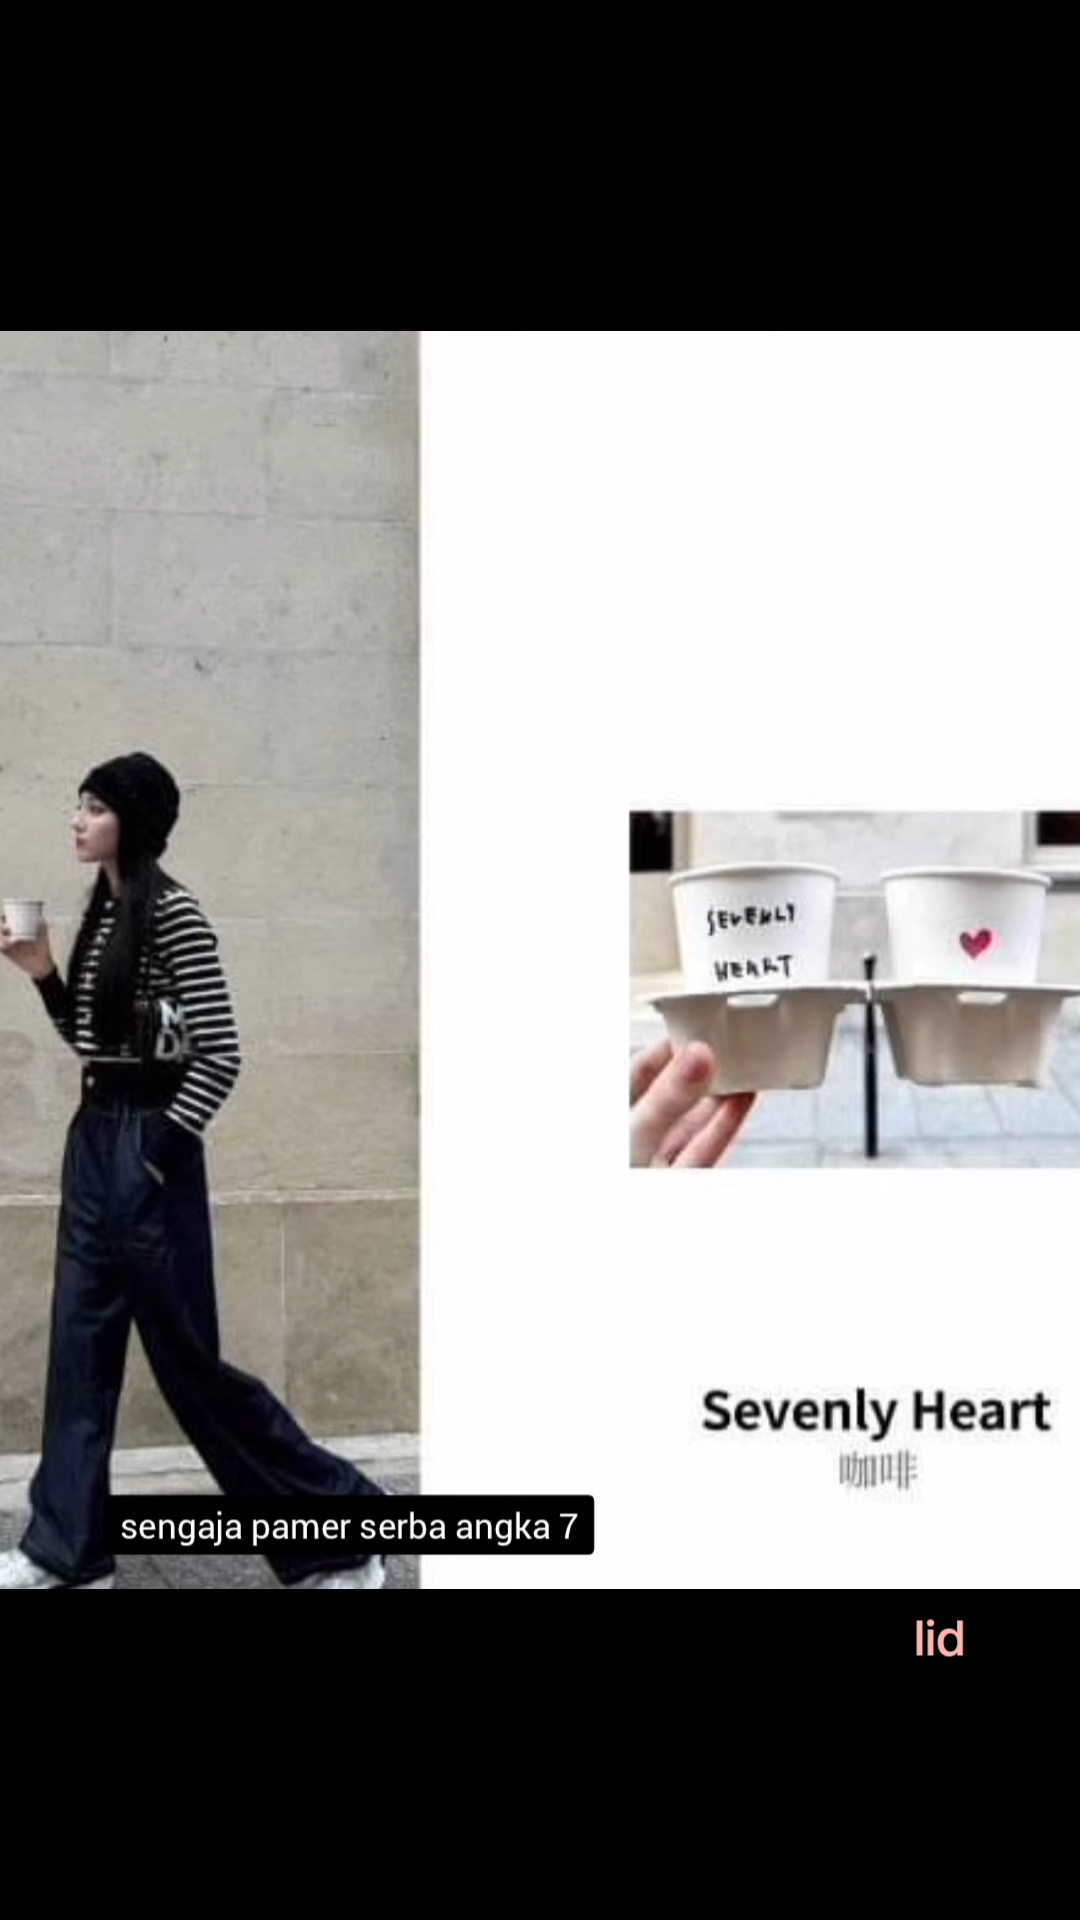 SEVENLY
HEART
Sevenly Heart
咖啡
sengaja pamer serba angka 7
lid